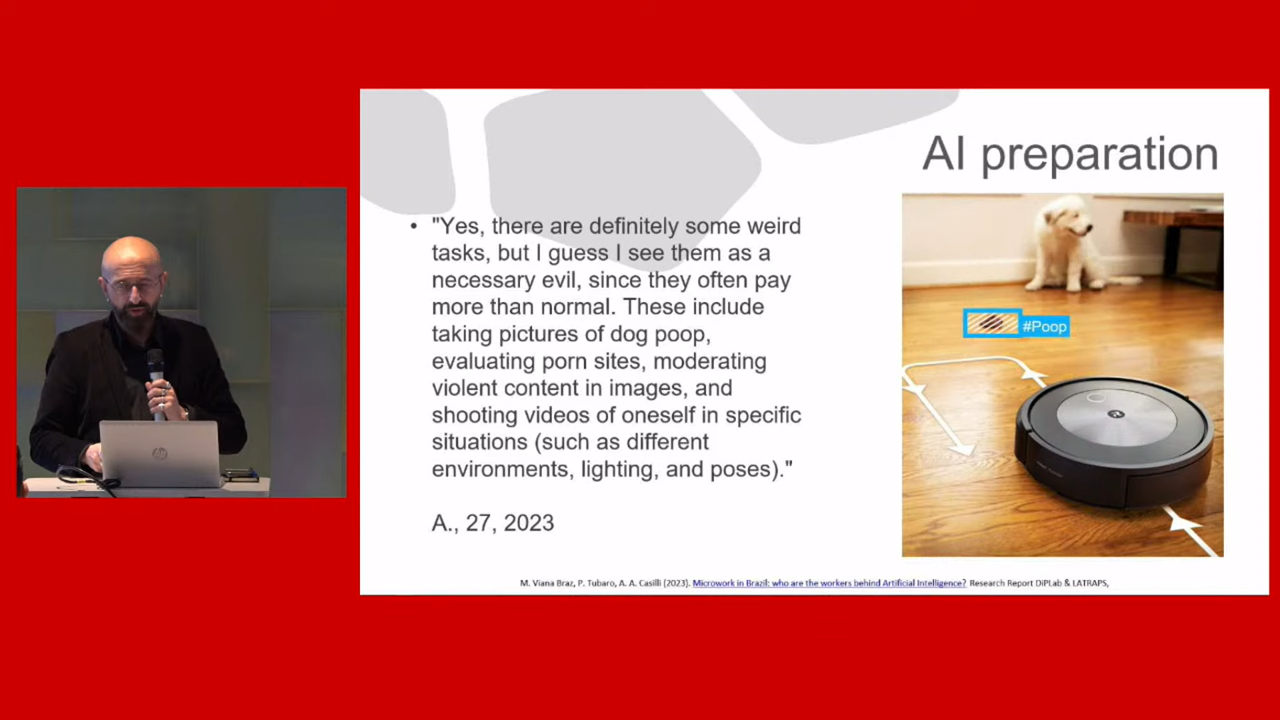 AI preparation
• "Yes, there are definitely some weird
tasks, but I guess I see them as a
necessary evil, since they often pay
more than normal. These include
taking pictures of dog poop,
evaluating porn sites, moderating
violent content in images, and
shooting videos of oneself in specific
situations (such as different
environments, lighting, and poses)."
A., 27, 2023
#Poop
M. Viana Braz, P. Tubaro, A. A. Casilli (2023). Microwork in Brazil: who are the workers behind Artificial Intelligence? Research Report DiPLab & LATRAPS,